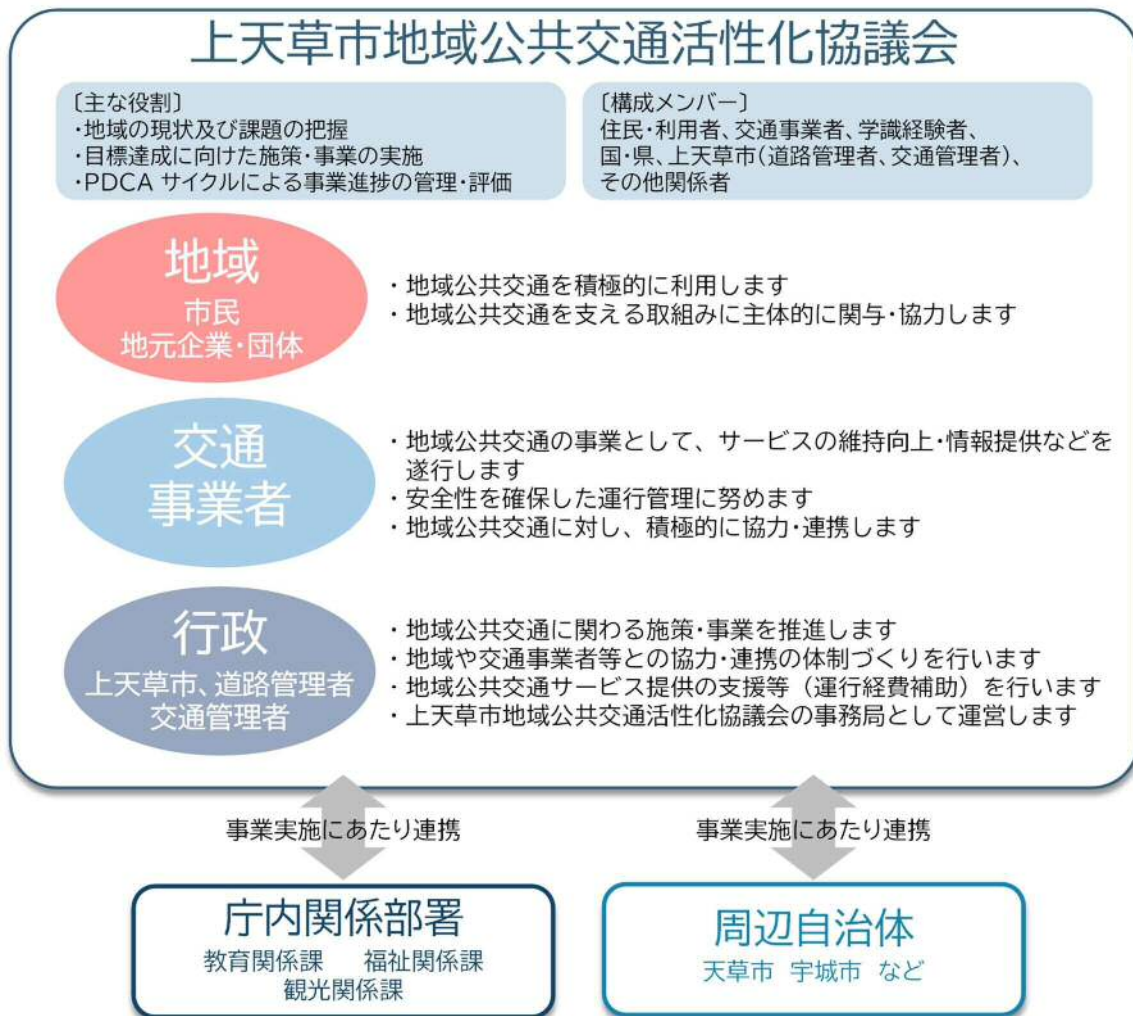 上天草市地域公共交通活性化協議会
〔主な役割〕
・地域の現状及び課題の把握
・目標達成に向けた施策・事業の実施
・PDCA サイクルによる事業進捗の管理・評価
〔構成メンバー〕
住民・利用者、交通事業者、学識経験者、
国・県、上天草市（道路管理者、交通管理者）、
その他関係者
地域
市民
地元企業・団体
・地域公共交通を積極的に利用します
・地域公共交通を支える取組みに主体的に関与・協力します
交通
事業者
・地域公共交通の事業として、サービスの維持向上・情報提供などを
遂行します
・安全性を確保した運行管理に努めます
・地域公共交通に対し、積極的に協力・連携します
行政
上天草市、道路管理者
交通管理者
・地域公共交通に関わる施策・事業を推進します
・地域や交通事業者等との協力・連携の体制づくりを行います
・地域公共交通サービス提供の支援等（運行経費補助）を行います
・上天草市地域公共交通活性化協議会の事務局として運営します
事業実施にあたり連携
事業実施にあたり連携
庁内関係部署
教育関係課 福祉関係課
観光関係課
周辺自治体
天草市 宇城市 など